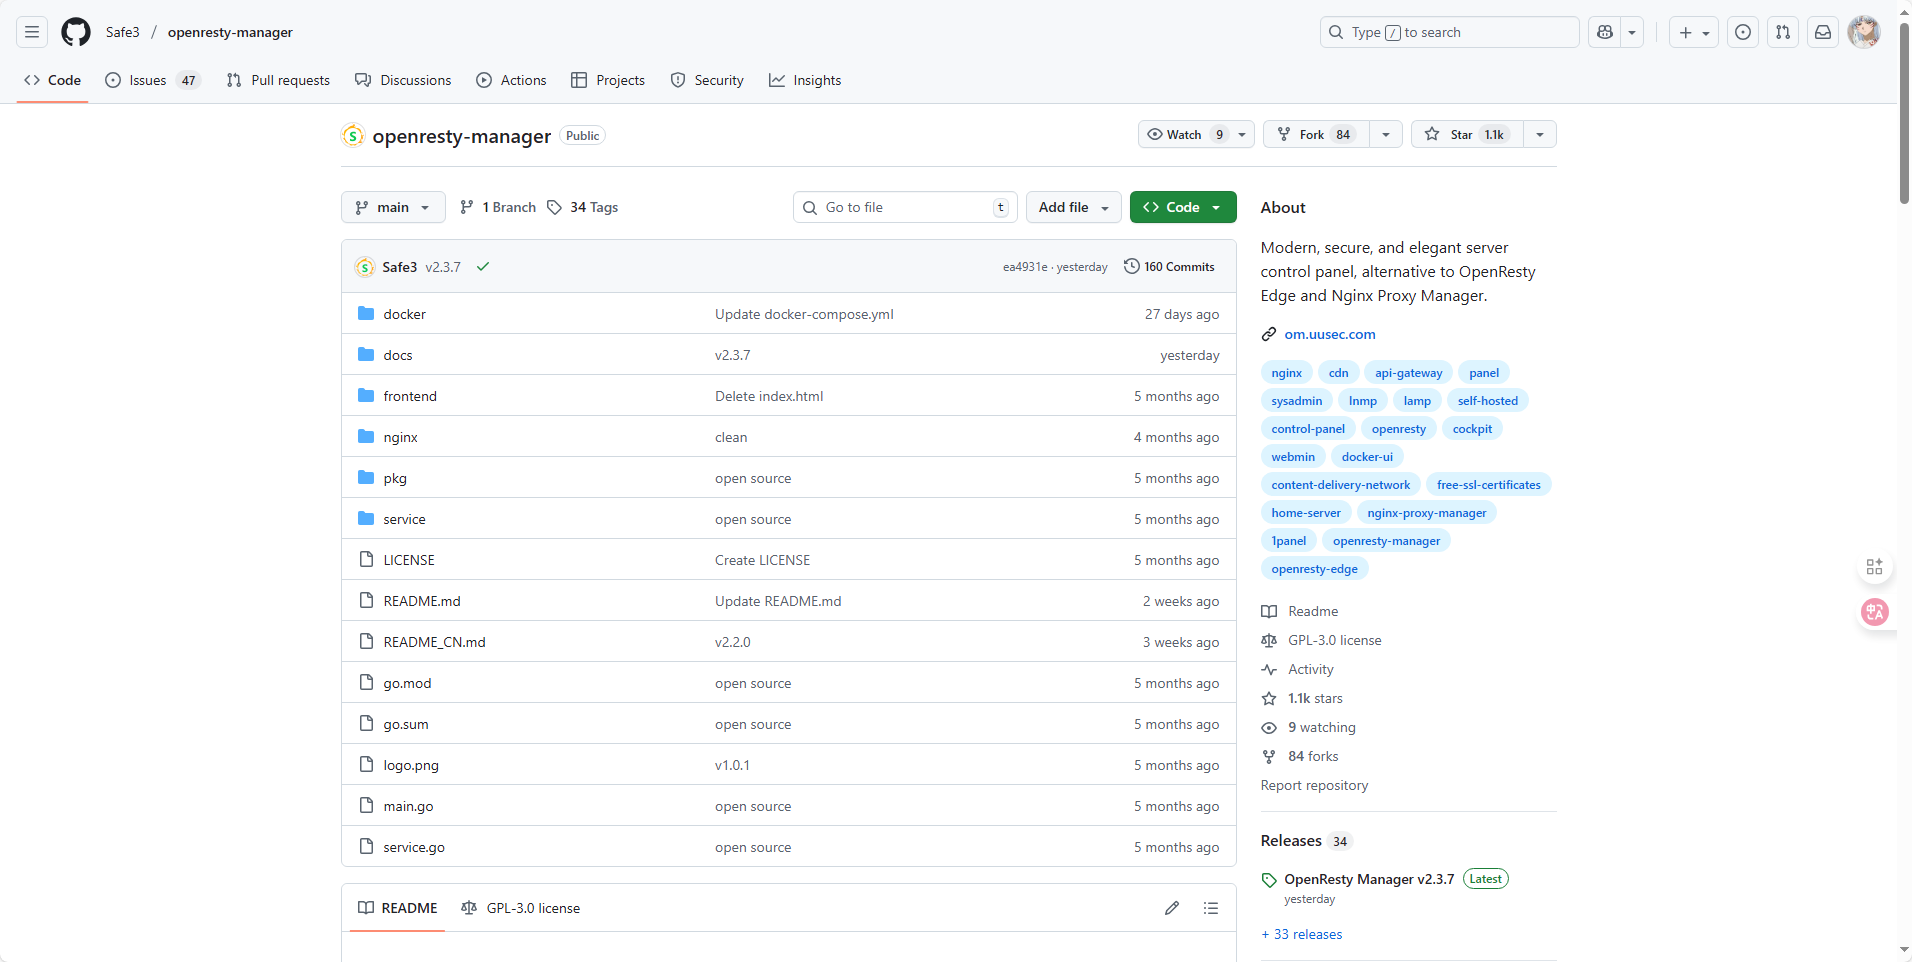 Safe3 / openresty-manager
Type / to search
Code
Issues 47
Pull requests
Discussions
Actions
Projects
Security
Insights
openresty-manager Public
Watch 9
Fork 84
Star 1.1k
main
1 Branch
34 Tags
Go to file t
Add file
Code
Safe3 v2.3.7
ea4931e · yesterday
160 Commits
docker Update docker-compose.yml 27 days ago
docs v2.3.7 yesterday
frontend Delete index.html 5 months ago
nginx clean 4 months ago
pkg open source 5 months ago
service open source 5 months ago
LICENSE Create LICENSE 5 months ago
README.md Update README.md 2 weeks ago
README_CN.md v2.2.0 3 weeks ago
go.mod open source 5 months ago
go.sum open source 5 months ago
logo.png v1.0.1 5 months ago
main.go open source 5 months ago
service.go open source 5 months ago
README
GPL-3.0 license
About
Modern, secure, and elegant server
control panel, alternative to OpenResty
Edge and Nginx Proxy Manager.
om.uusec.com
nginx cdn api-gateway panel
sysadmin lnmp lamp self-hosted
control-panel openresty cockpit
webmin docker-ui
content-delivery-network free-ssl-certificates
home-server nginx-proxy-manager
1panel openresty-manager
openresty-edge
Readme
GPL-3.0 license
Activity
1.1k stars
9 watching
84 forks
Report repository
Releases 34
OpenResty Manager v2.3.7 Latest
yesterday
+ 33 releases
中A